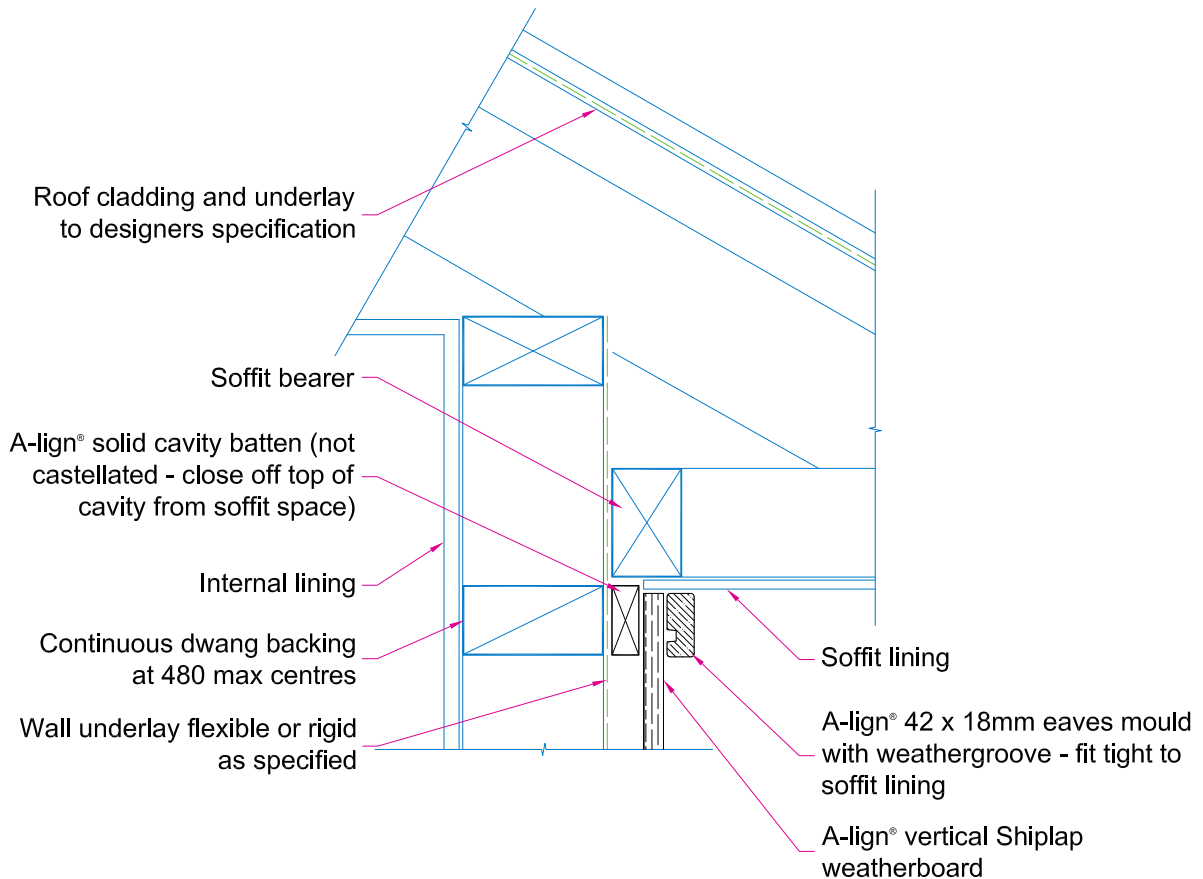 Roof cladding and underlay
to designers specification
Soffit bearer
A-lign® solid cavity batten (not
castellated - close off top of
cavity from soffit space)
Internal lining
Continuous dwang backing
at 480 max centres
Wall underlay flexible or rigid
as specified
Soffit lining
A-lign® 42 x 18mm eaves mould
with weathergroove - fit tight to
soffit lining
A-lign® vertical Shiplap
weatherboard